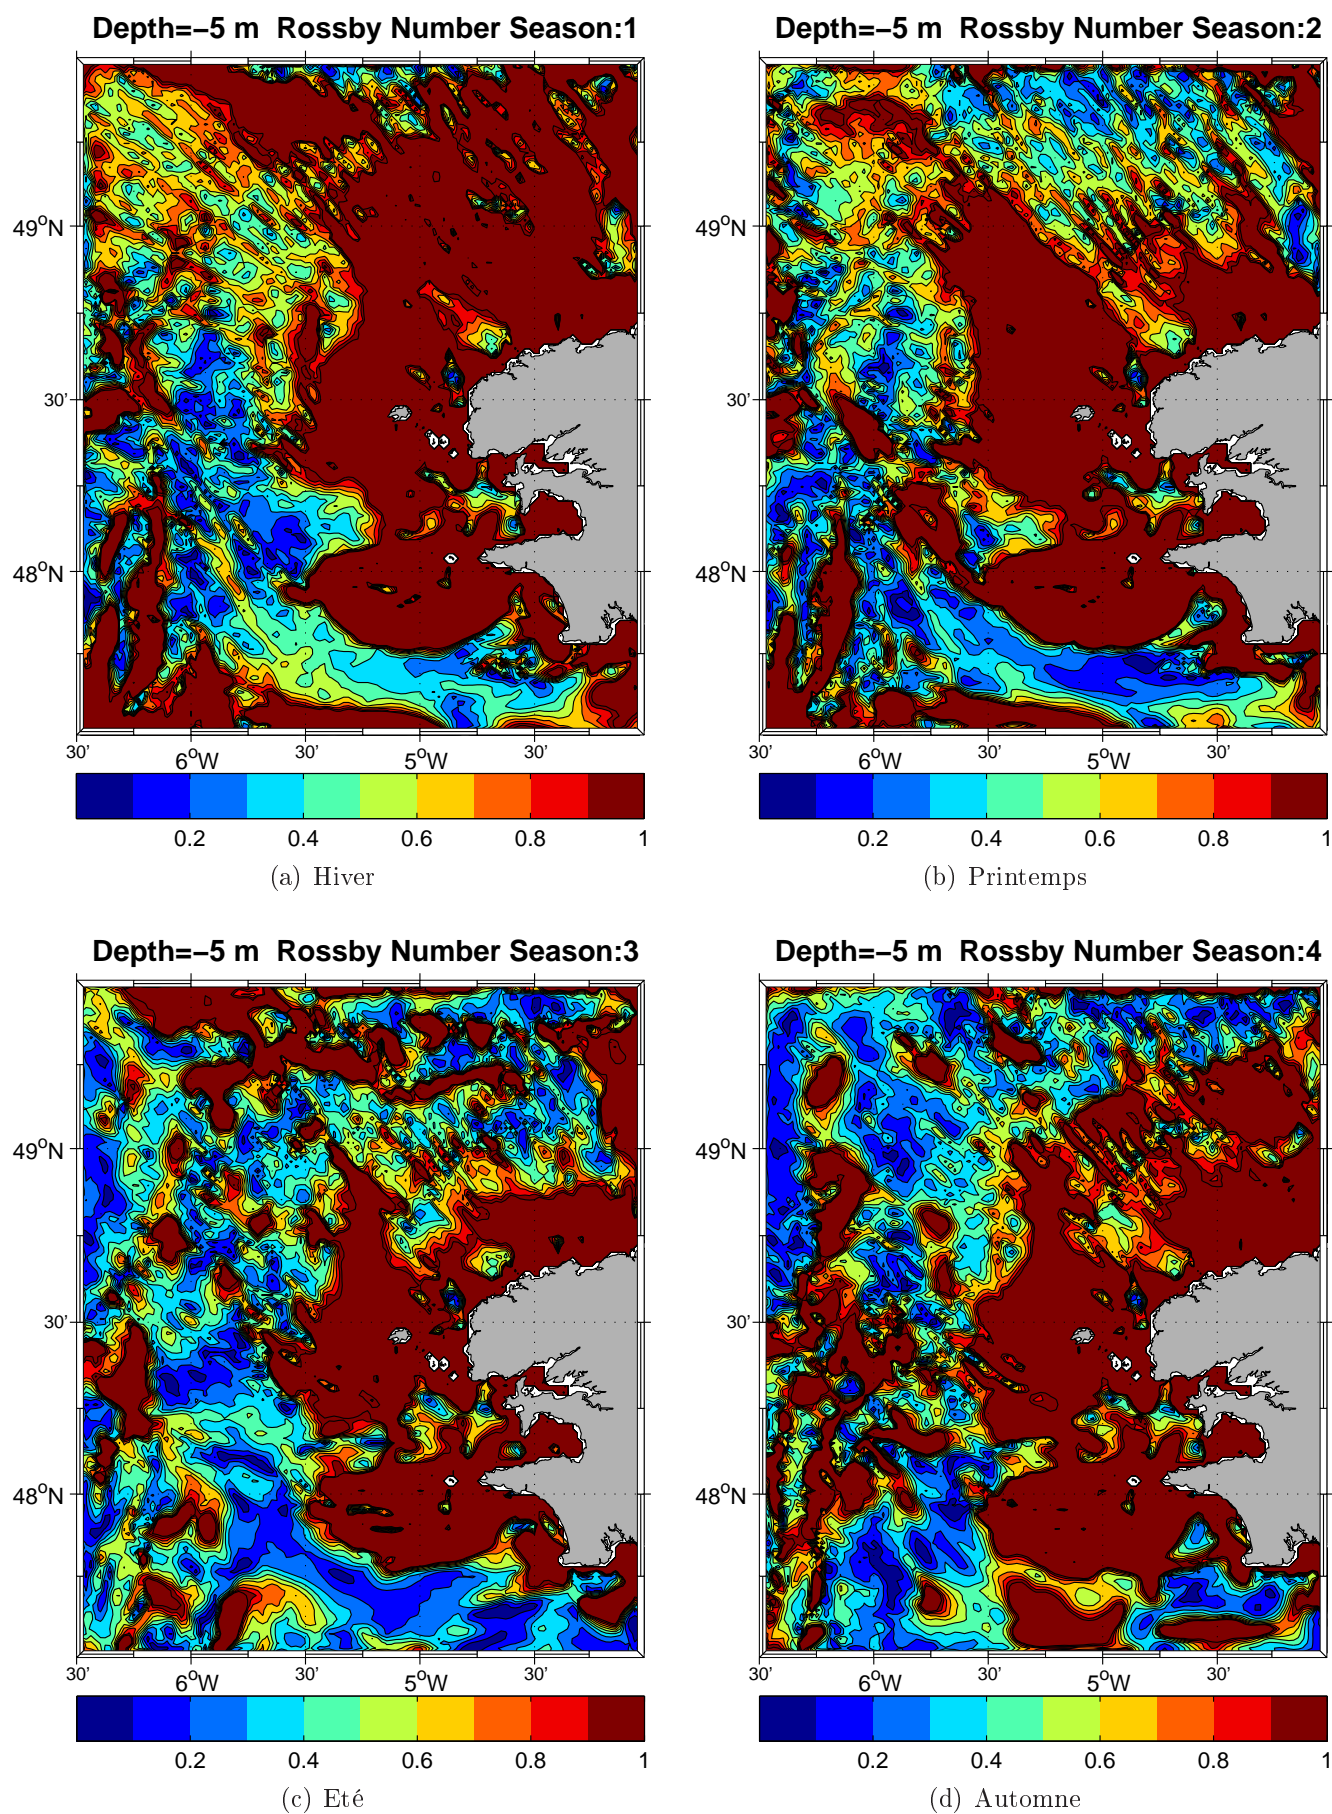 Depth=−5 m  Rossby Number Season:1
49°N
30'
48°N
30' 6°W 30' 5°W 30'
0.2 0.4 0.6 0.8 1
(a) Hiver
Depth=−5 m  Rossby Number Season:2
49°N
30'
48°N
30' 6°W 30' 5°W 30'
0.2 0.4 0.6 0.8 1
(b) Printemps
Depth=−5 m  Rossby Number Season:3
49°N
30'
48°N
30' 6°W 30' 5°W 30'
0.2 0.4 0.6 0.8 1
(c) Eté
Depth=−5 m  Rossby Number Season:4
49°N
30'
48°N
30' 6°W 30' 5°W 30'
0.2 0.4 0.6 0.8 1
(d) Automne